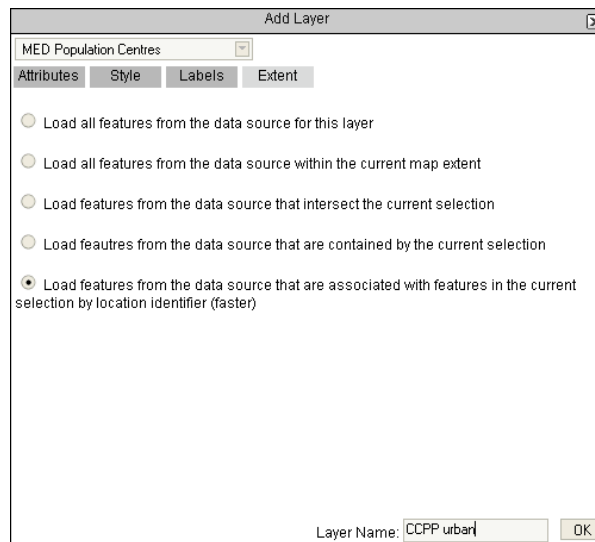 Add Layer
MED Population Centres
Attributes Style Labels Extent
Load all features from the data source for this layer
Load all features from the data source within the current map extent
Load features from the data source that intersect the current selection
Load feautres from the data source that are contained by the current selection
Load features from the data source that are associated with features in the current
selection by location identifier (faster)
Layer Name: CCPP urban OK